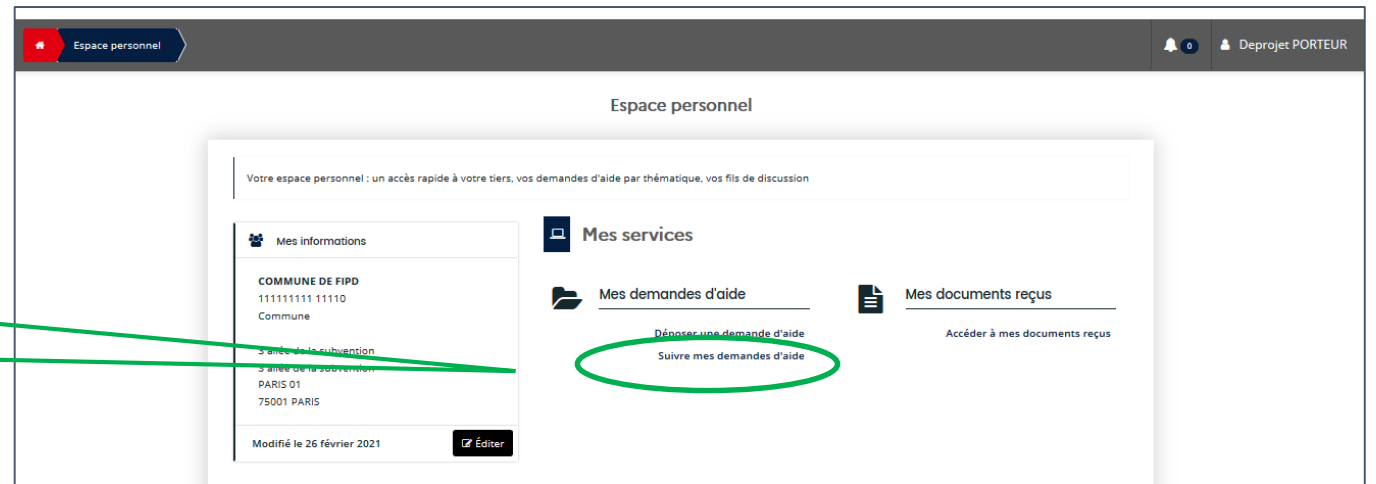 Espace personnel
0
Deprojet PORTEUR
Espace personnel
Votre espace personnel : un accès rapide à votre tiers, vos demandes d'aide par thématique, vos fils de discussion
Mes informations
COMMUNE DE FIPD
111111111 11110
Commune
3 allée de la subvention
3 allée de la subvention
PARIS 01
75001 PARIS
Modifié le 26 février 2021
Éditer
Mes services
Mes demandes d'aide
Déposer une demande d'aide
Suivre mes demandes d'aide
Mes documents reçus
Accéder à mes documents reçus